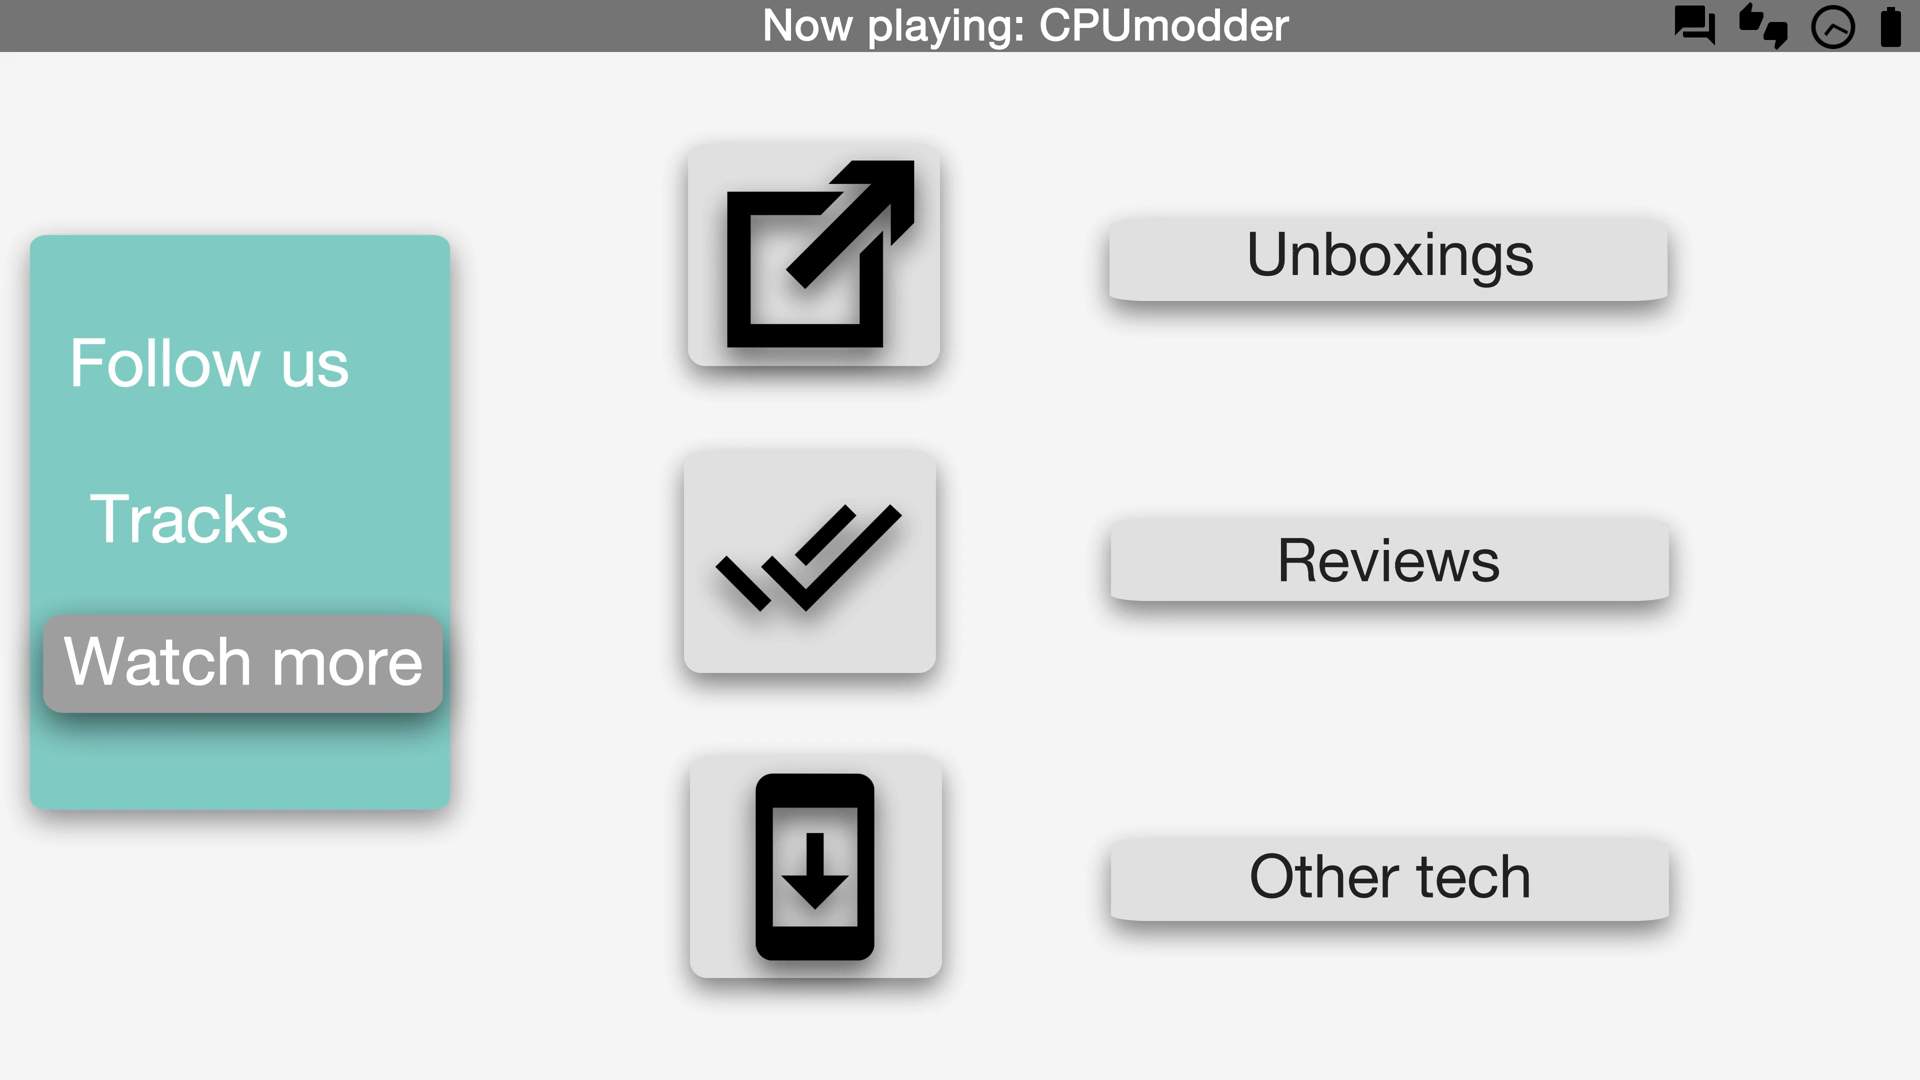 Now playing: CPUmodder
Follow us
Tracks
Watch more
Unboxings
Reviews
Other tech